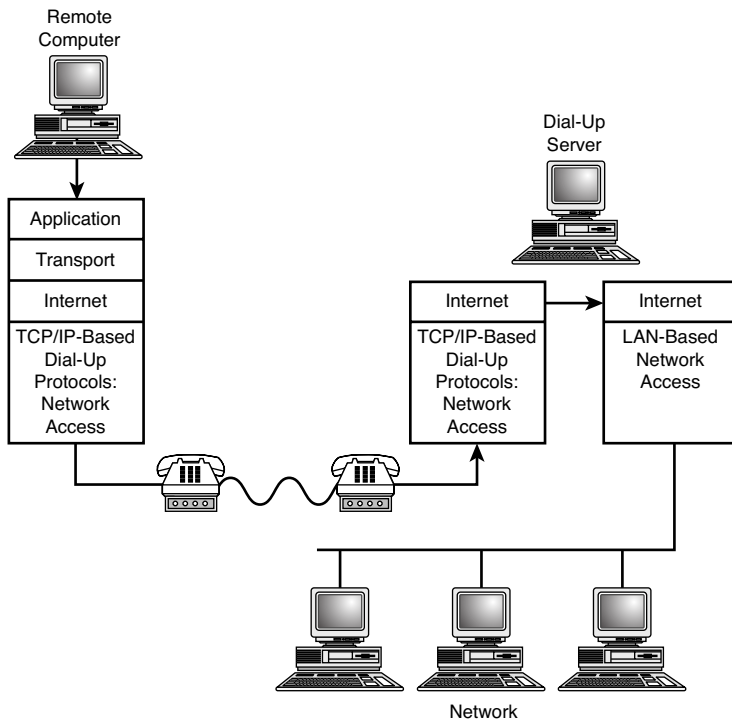 Remote
Computer
Dial-Up
Server
Application
Transport
Internet
TCP/IP-Based
Dial-Up
Protocols:
Network
Access
Internet
TCP/IP-Based
Dial-Up
Protocols:
Network
Access
Internet
LAN-Based
Network
Access
Network